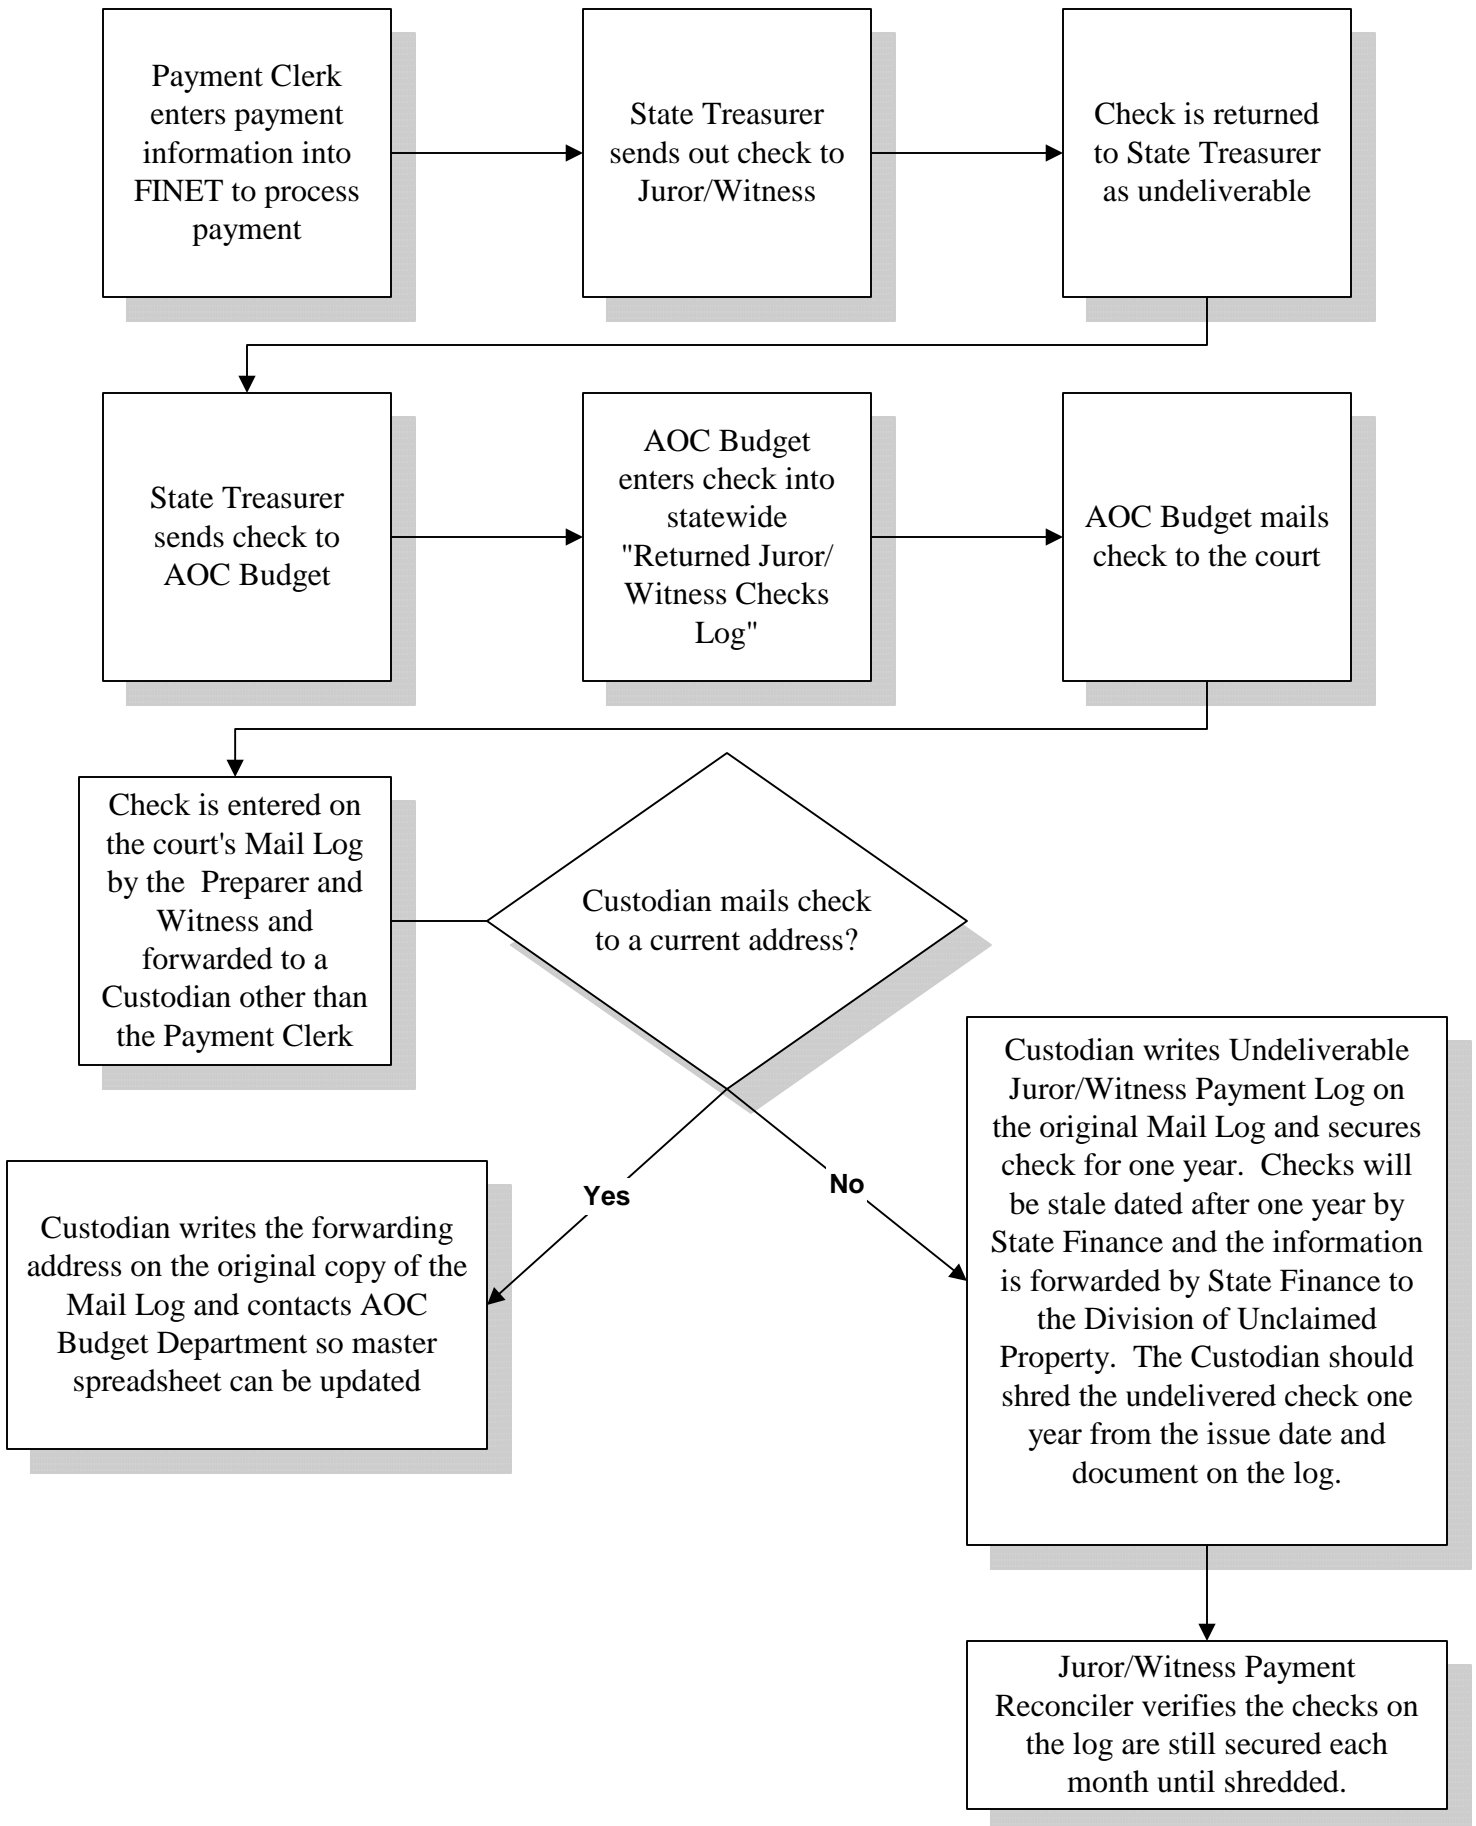 Payment Clerk
enters payment
information into
FINET to process
payment
State Treasurer
sends out check to
Juror/Witness
Check is returned
to State Treasurer
as undeliverable
State Treasurer
sends check to
AOC Budget
AOC Budget
enters check into
statewide
"Returned Juror/
Witness Checks
Log"
AOC Budget mails
check to the court
Check is entered on
the court's Mail Log
by the  Preparer and
Witness and
forwarded to a
Custodian other than
the Payment Clerk
Custodian mails check
to a current address?
Yes
No
Custodian writes the forwarding
address on the original copy of the
Mail Log and contacts AOC
Budget Department so master
spreadsheet can be updated
Custodian writes Undeliverable
Juror/Witness Payment Log on
the original Mail Log and secures
check for one year.  Checks will
be stale dated after one year by
State Finance and the information
is forwarded by State Finance to
the Division of Unclaimed
Property.  The Custodian should
shred the undelivered check one
year from the issue date and
document on the log.
Juror/Witness Payment
Reconciler verifies the checks on
the log are still secured each
month until shredded.